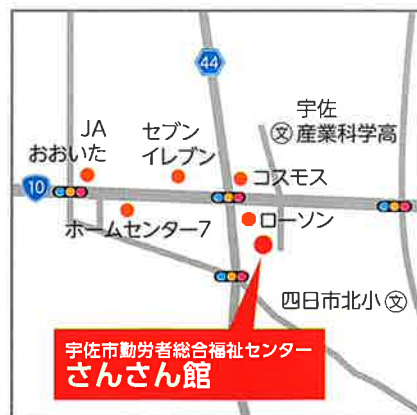 44
宇佐
文 産業科学高
JA
おおいた
セブン
イレブン
コスモス
10
ホームセンター7
ローソン
四日市北小 文
宇佐市勤労者総合福祉センター
さんさん館